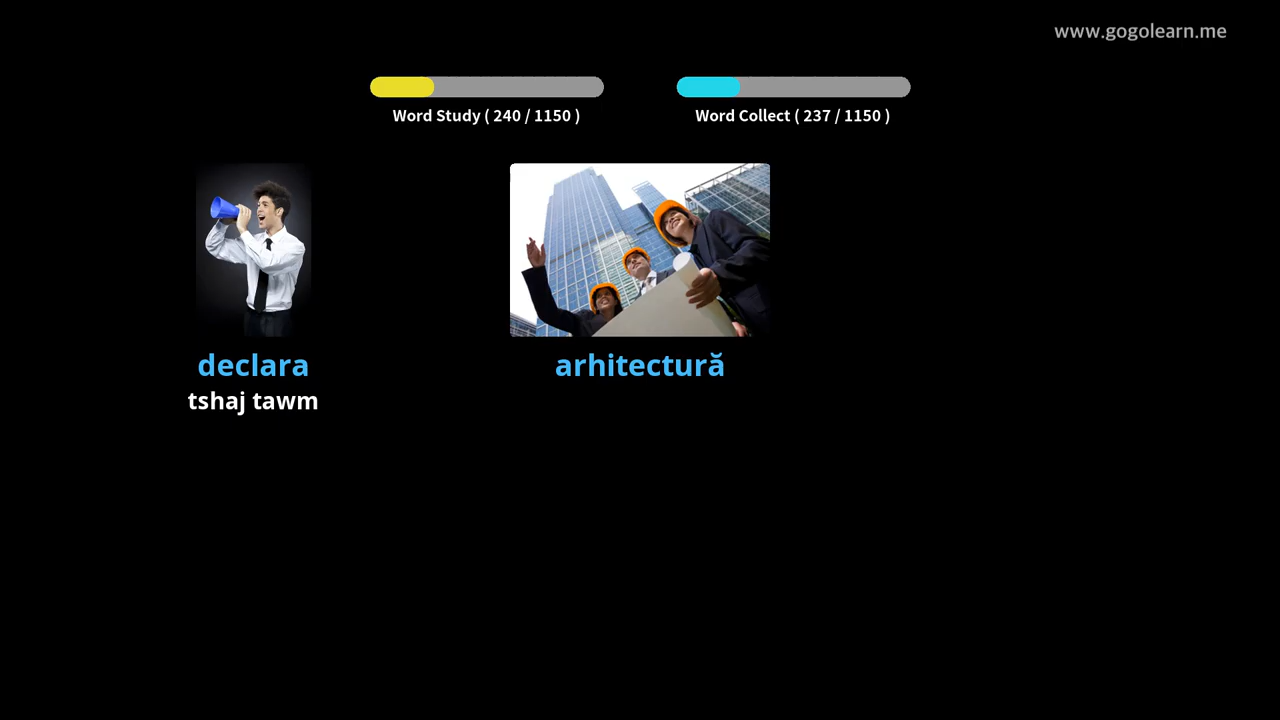 www.gogolearn.me
Word Study ( 240 / 1150 )
Word Collect ( 237 / 1150 )
declara
tshaj tawm
arhitectură